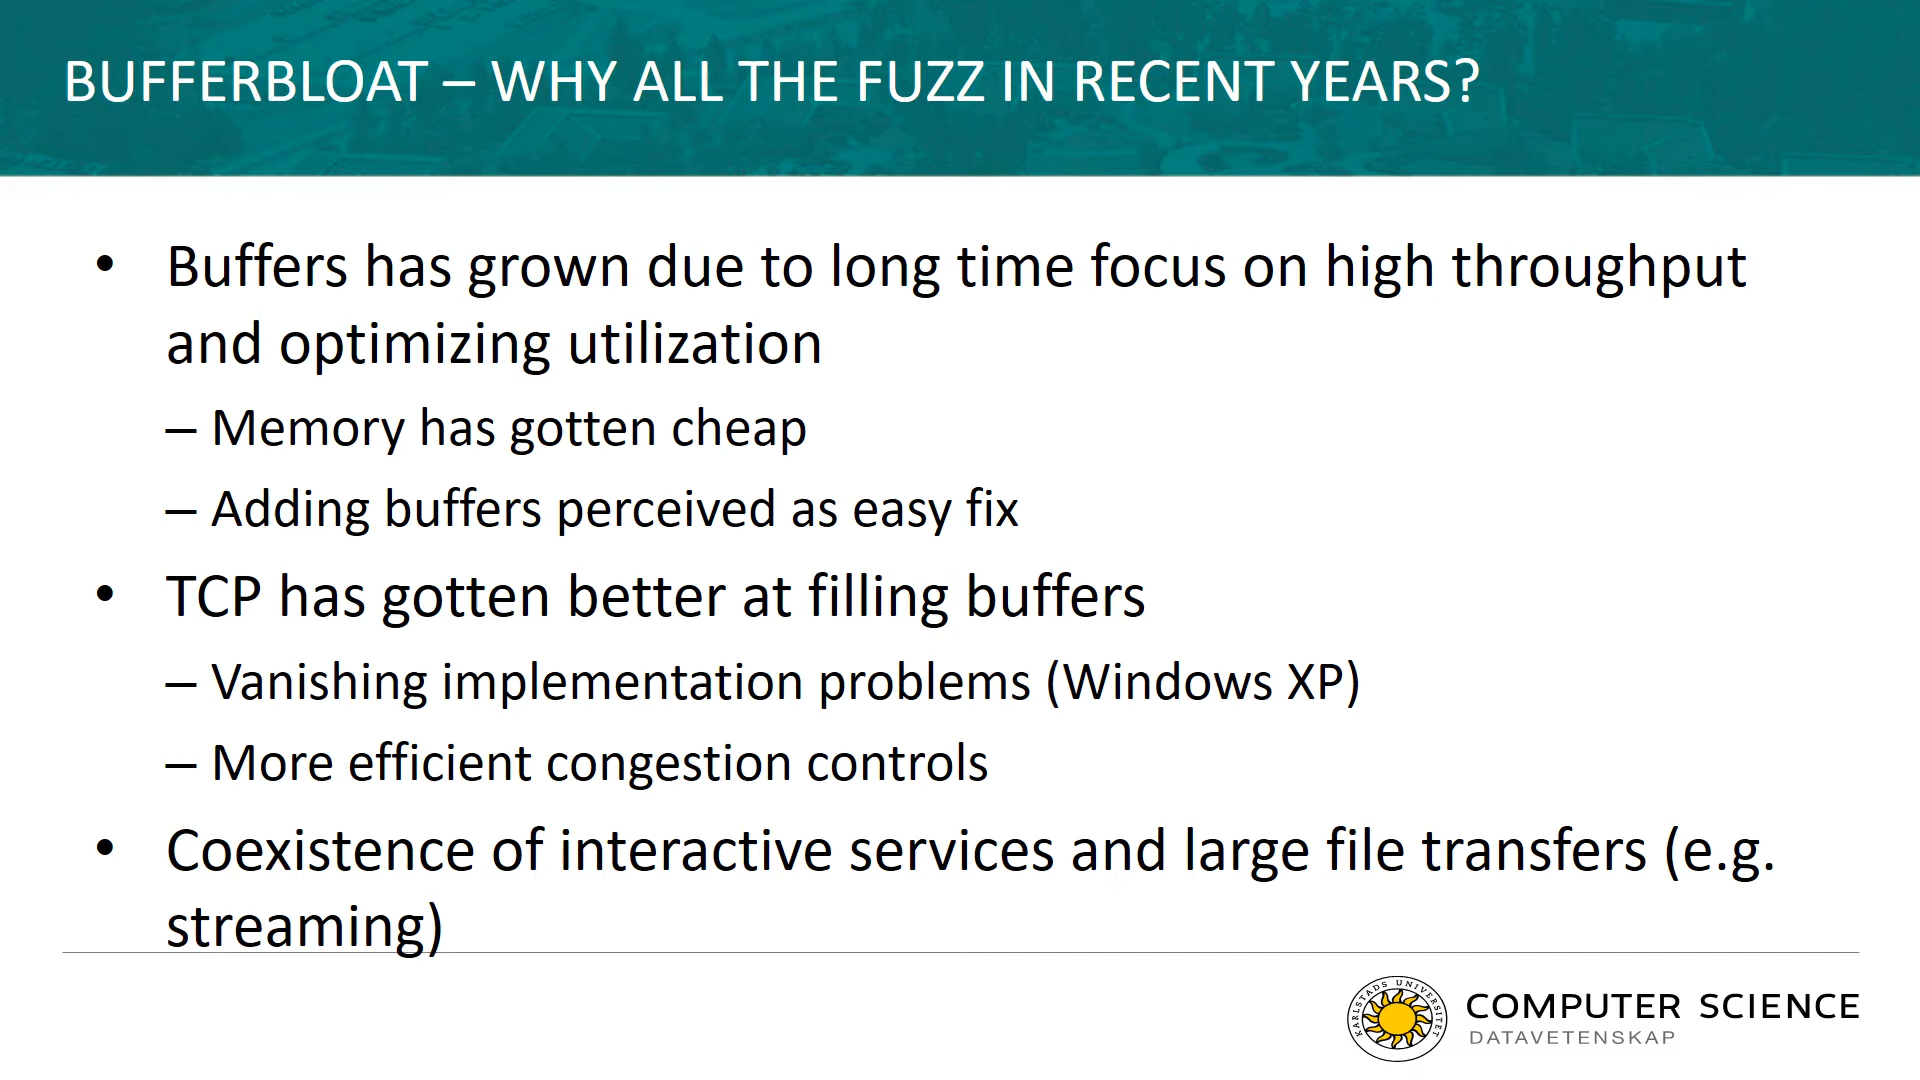 BUFFERBLOAT – WHY ALL THE FUZZ IN RECENT YEARS?
• Buffers has grown due to long time focus on high throughput
and optimizing utilization
– Memory has gotten cheap
– Adding buffers perceived as easy fix
• TCP has gotten better at filling buffers
– Vanishing implementation problems (Windows XP)
– More efficient congestion controls
• Coexistence of interactive services and large file transfers (e.g.
streaming)
KARLSTADS UNIVERSITET
COMPUTER SCIENCE
DATAVETENSKAP